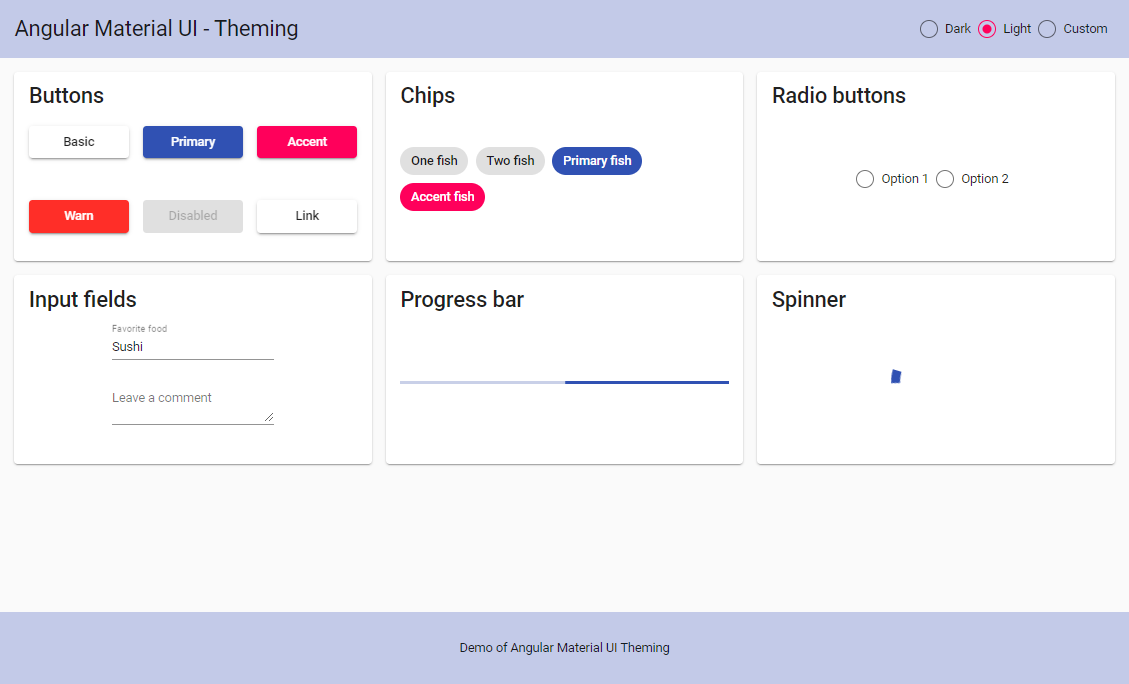 Angular Material UI - Theming
Dark Light Custom
Buttons
Basic Primary Accent
Warn Disabled Link
Chips
One fish Two fish Primary fish
Accent fish
Radio buttons
Option 1 Option 2
Input fields
Favorite food
Sushi
Leave a comment
Progress bar
Spinner
Demo of Angular Material UI Theming